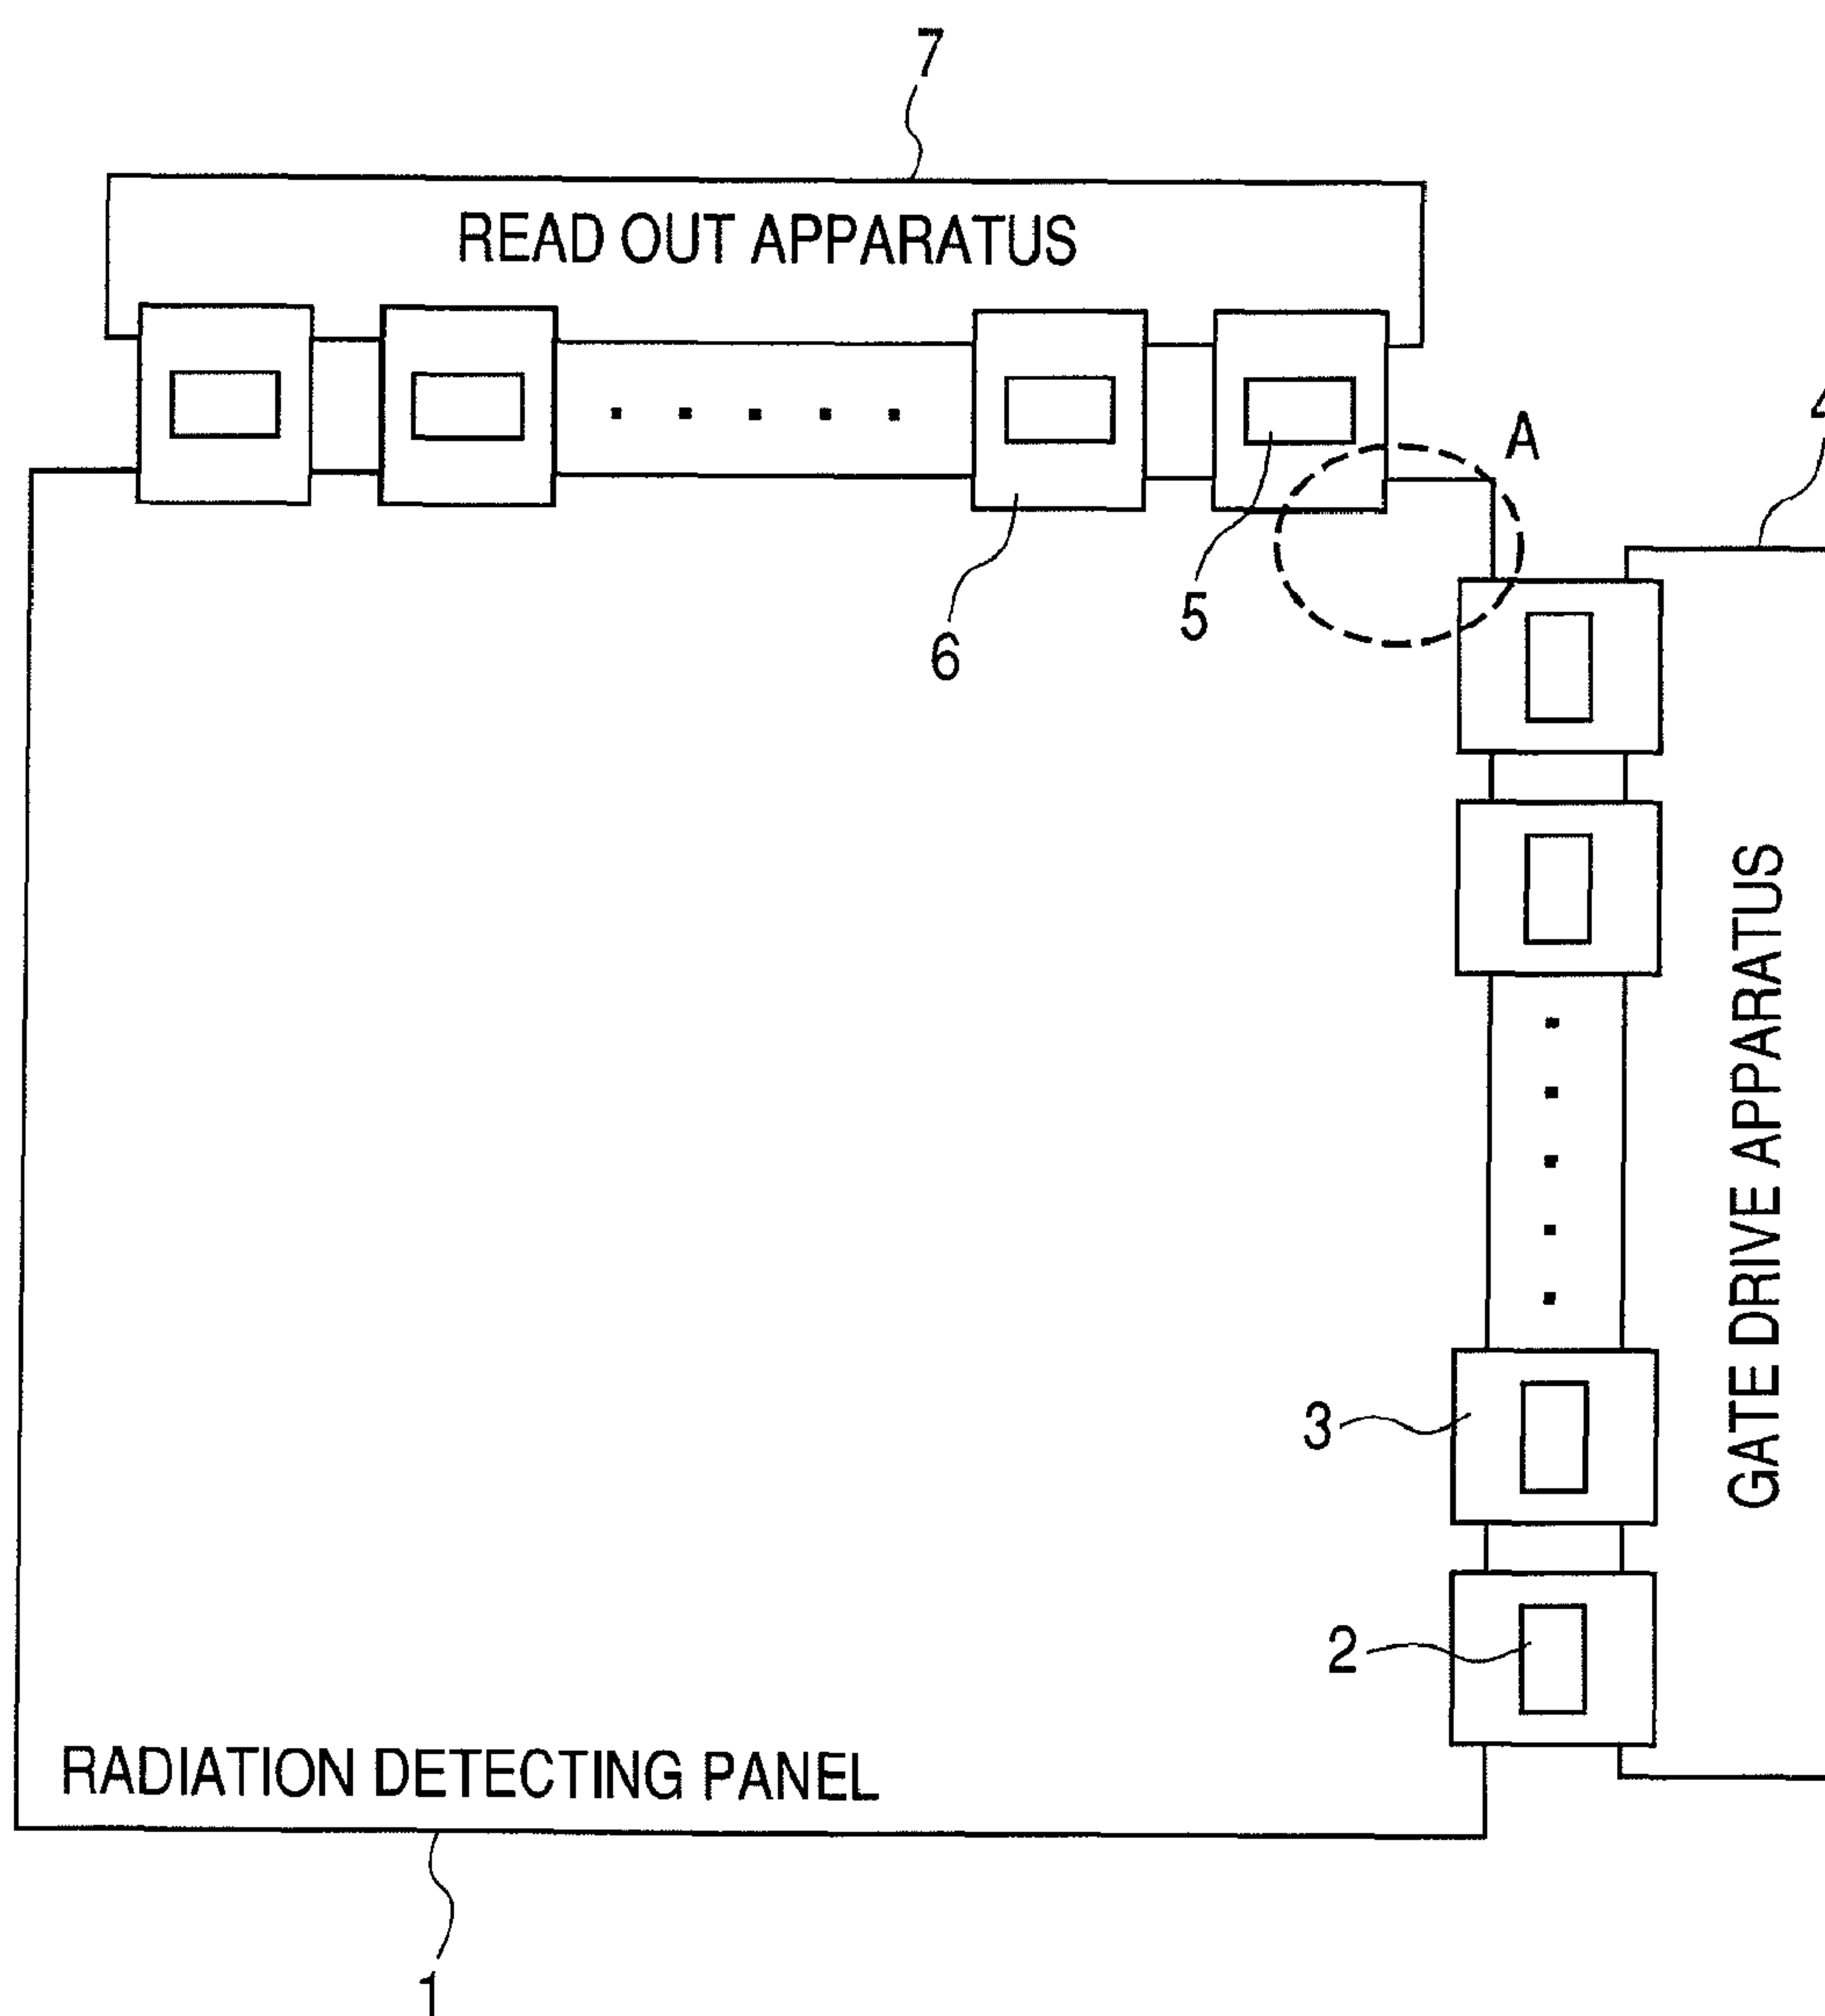 7
READ OUT APPARATUS
A
4
5
6
GATE DRIVE APPARATUS
3
2
RADIATION DETECTING PANEL
1